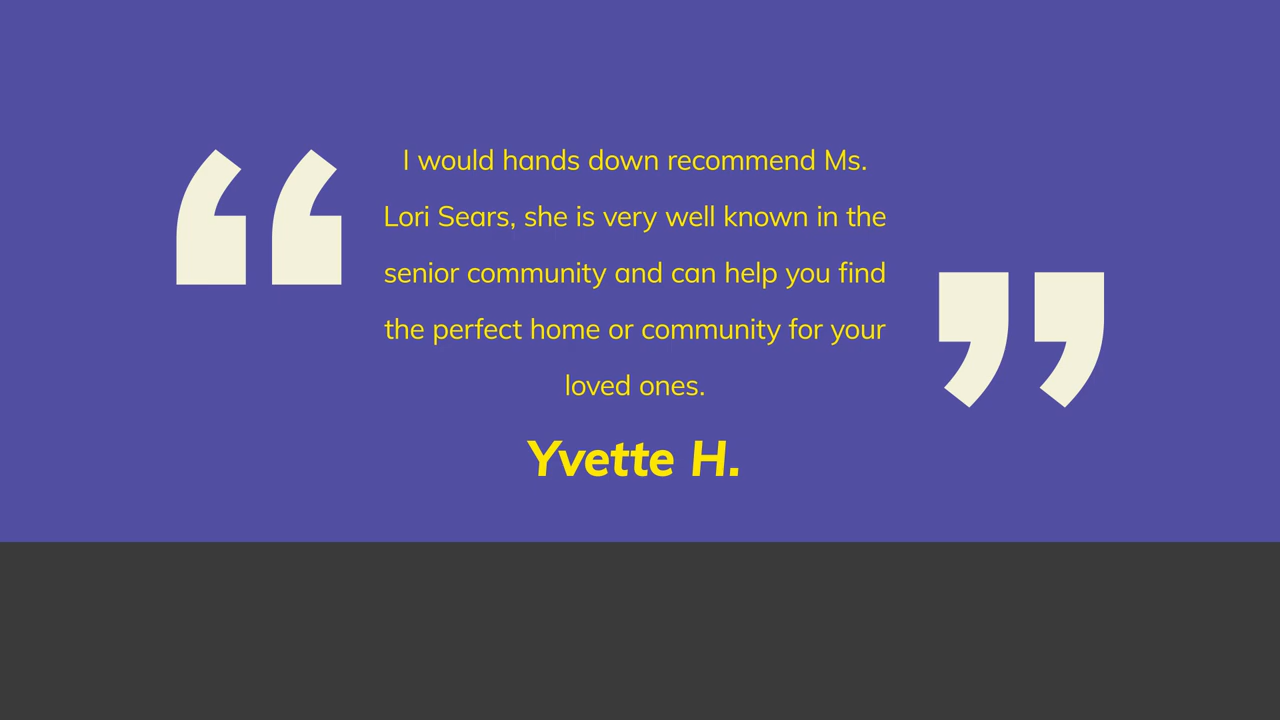 I would hands down recommend Ms.
Lori Sears, she is very well known in the
senior community and can help you find
the perfect home or community for your
loved ones.
Yvette H.